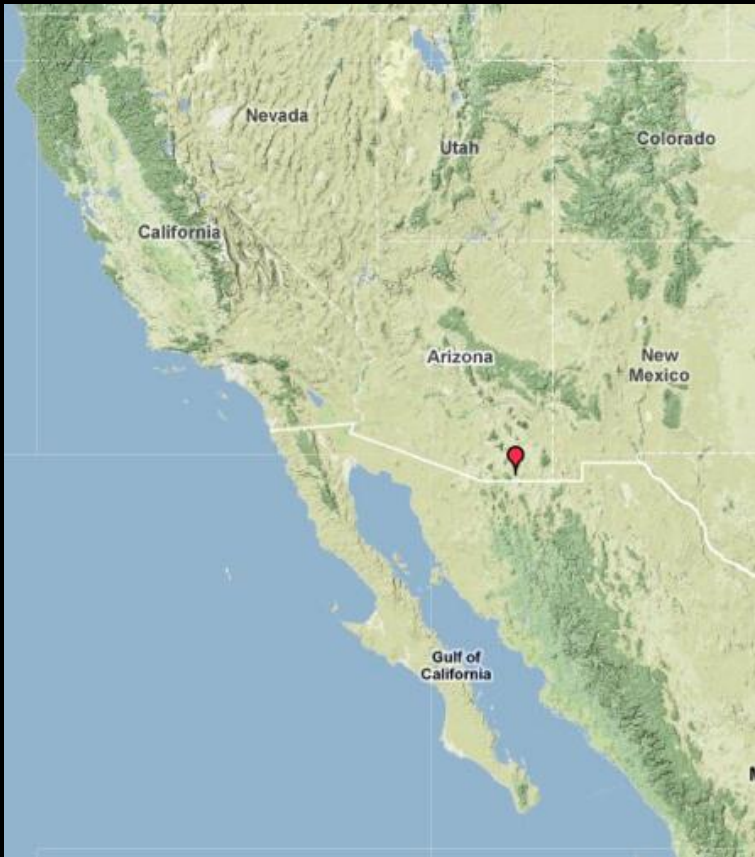 Nevada
Utah
Colorado
California
Arizona
New
Mexico
Gulf of
California